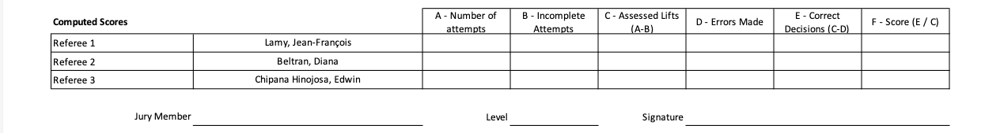 Computed Scores
A - Number of attempts
B - Incomplete Attempts
C - Assessed Lifts (A-B)
D - Errors Made
E - Correct Decisions (C-D)
F - Score (E / C)
Referee 1 Lamy, Jean-François
Referee 2 Beltran, Diana
Referee 3 Chipana Hinojosa, Edwin
Jury Member Level Signature